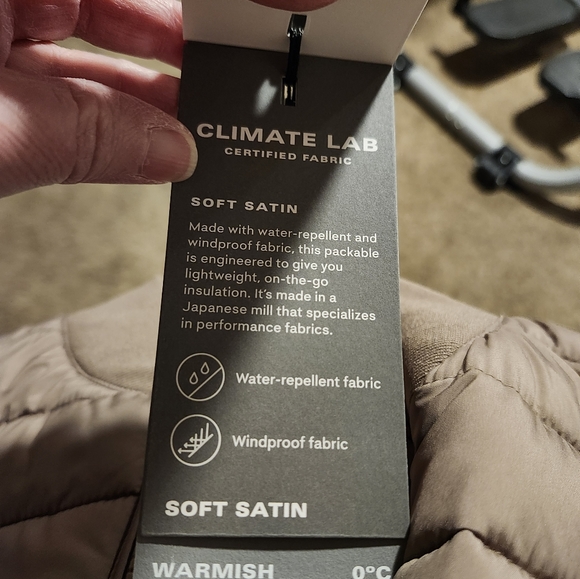 CLIMATE LAB
CERTIFIED FABRIC
SOFT SATIN
Made with water-repellent and
windproof fabric, this packable
is engineered to give you
lightweight, on-the-go
insulation. It's made in a
Japanese mill that specializes
in performance fabrics.
Water-repellent fabric
Windproof fabric
SOFT SATIN
WARMISH 0°C